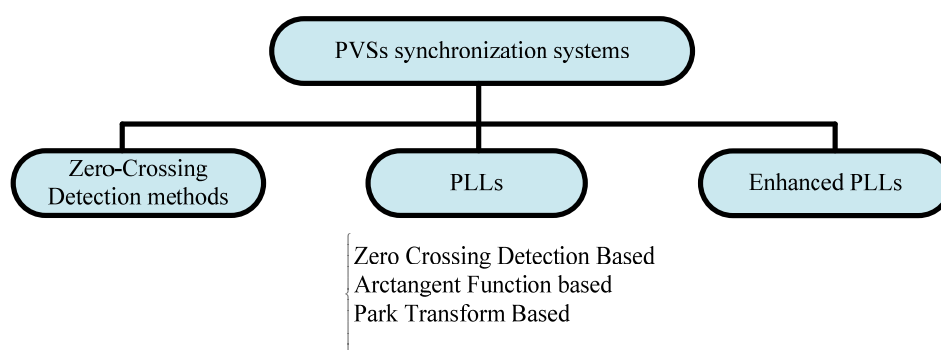 PVSs synchronization systems
Zero-Crossing
Detection methods
PLLs
Enhanced PLLs
Zero Crossing Detection Based
Arctangent Function based
Park Transform Based